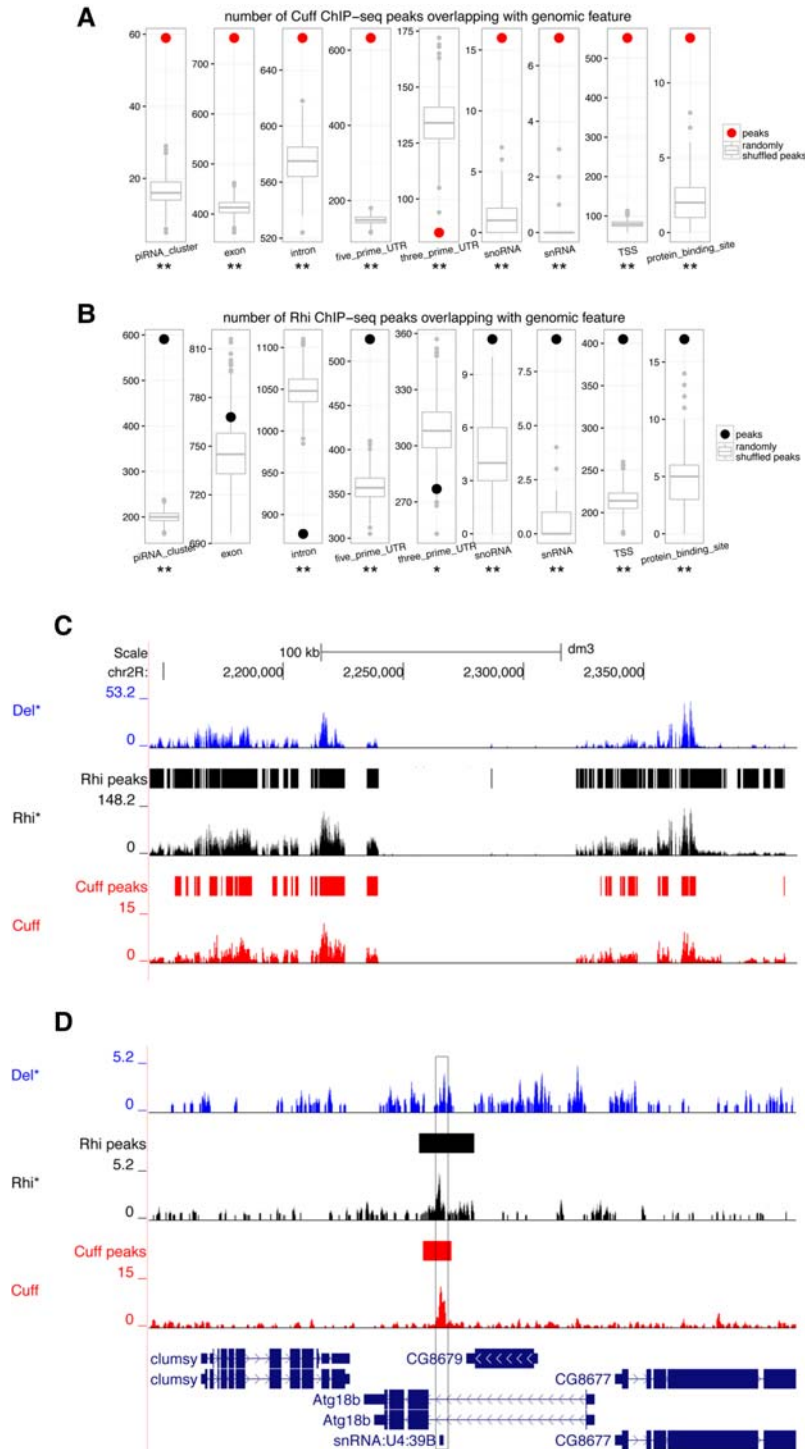 A
number of Cuff ChIP-seq peaks overlapping with genomic feature
60
40
20
700
600
500
400
640
600
560
520
600
400
200
175
150
125
100
15
10
5
0
6
4
2
0
500
400
300
200
100
10
5
0
peaks
randomly
shuffled peaks
piRNA_cluster
exon
intron
five_prime_UTR
three_prime_UTR
snoRNA
snRNA
TSS
protein_binding_site
** ** ** ** ** ** ** ** **
B
number of Rhi ChIP-seq peaks overlapping with genomic feature
600
500
400
300
200
810
780
750
720
690
1100
1050
1000
950
900
500
450
400
350
300
360
330
300
270
9
6
3
0
8
6
4
2
0
400
350
300
250
200
15
10
5
0
peaks
randomly
shuffled peaks
piRNA_cluster
exon
intron
five_prime_UTR
three_prime_UTR
snoRNA
snRNA
TSS
protein_binding_site
** ** ** * ** ** ** **
C
Scale 100 kb dm3
chr2R: 2,200,000 2,250,000 2,300,000 2,350,000
53.2
Del*
0
Rhi peaks
148.2
Rhi*
0
Cuff peaks
15
Cuff
0
D
5.2
Del*
0
Rhi peaks
5.2
Rhi*
0
Cuff peaks
15
Cuff
0
clumsy CG8679
clumsy CG8677
Atg18b
Atg18b
snRNA:U4:39B CG8677